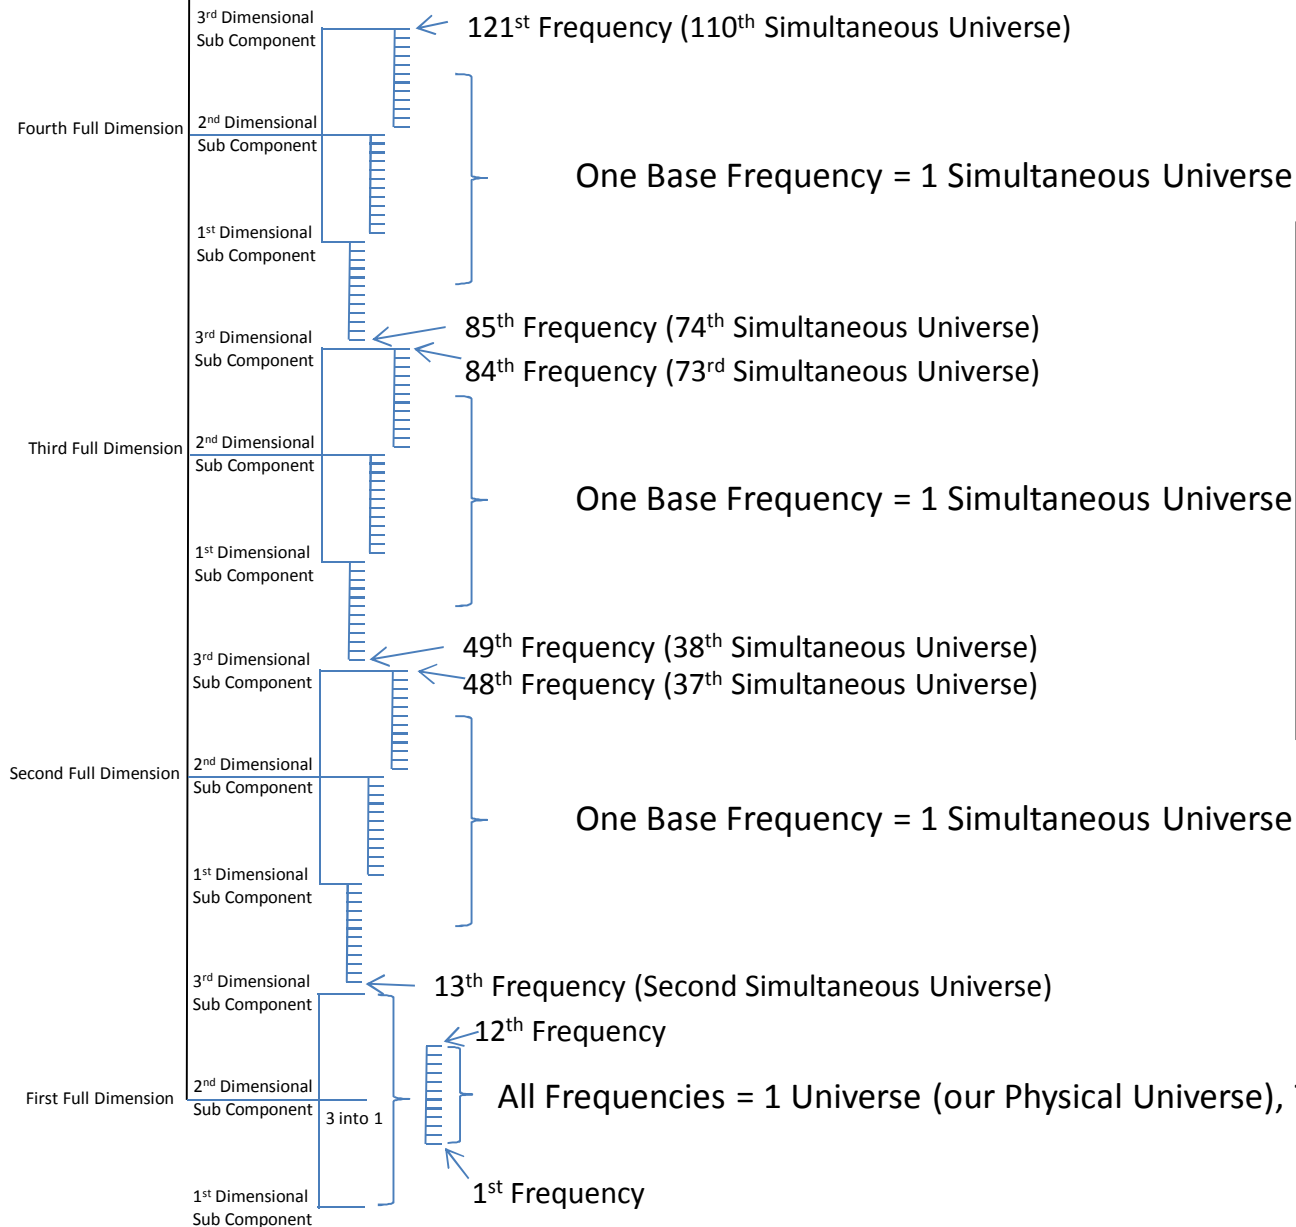 3rd Dimensional
Sub Component
121st Frequency (110th Simultaneous Universe)
Fourth Full Dimension
2nd Dimensional
Sub Component
One Base Frequency = 1 Simultaneous Universe
1st Dimensional
Sub Component
85th Frequency (74th Simultaneous Universe)
3rd Dimensional
Sub Component
84th Frequency (73rd Simultaneous Universe)
Third Full Dimension
2nd Dimensional
Sub Component
One Base Frequency = 1 Simultaneous Universe
1st Dimensional
Sub Component
49th Frequency (38th Simultaneous Universe)
3rd Dimensional
Sub Component
48th Frequency (37th Simultaneous Universe)
Second Full Dimension
2nd Dimensional
Sub Component
One Base Frequency = 1 Simultaneous Universe
1st Dimensional
Sub Component
3rd Dimensional
Sub Component
13th Frequency (Second Simultaneous Universe)
12th Frequency
First Full Dimension
2nd Dimensional
Sub Component
3 into 1
All Frequencies = 1 Universe (our Physical Universe),
1st Frequency
1st Dimensional
Sub Component